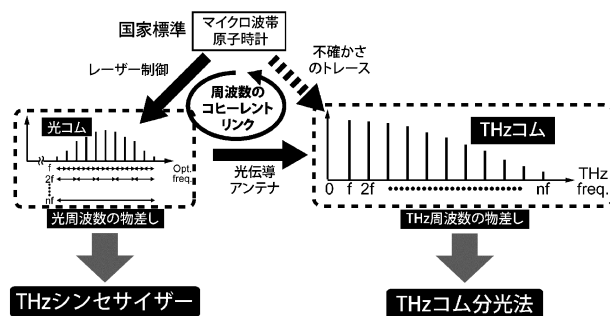 国家標準
マイクロ波帯
原子時計
レーザー制御
不確かさ
のトレース
周波数の
コヒーレント
リンク
光コム
f
2f
nf
Opt.
freq.
光周波数の物差し
光伝導
アンテナ
THzコム
0 f 2f nf
THz
freq.
THz周波数の物差し
THzシンセサイザー
THzコム分光法